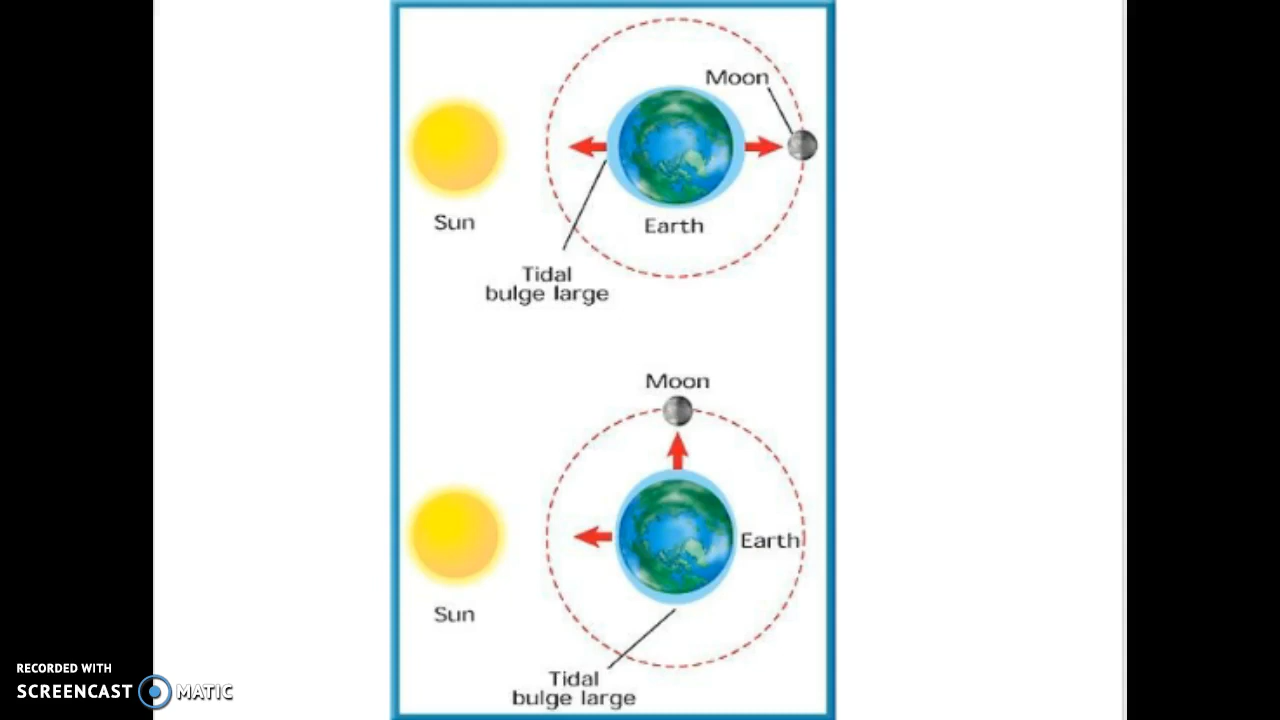 Moon
Sun
Earth
Tidal
bulge large
Moon
Earth
Sun
Tidal
bulge large
RECORDED WITH
SCREENCAST MATIC